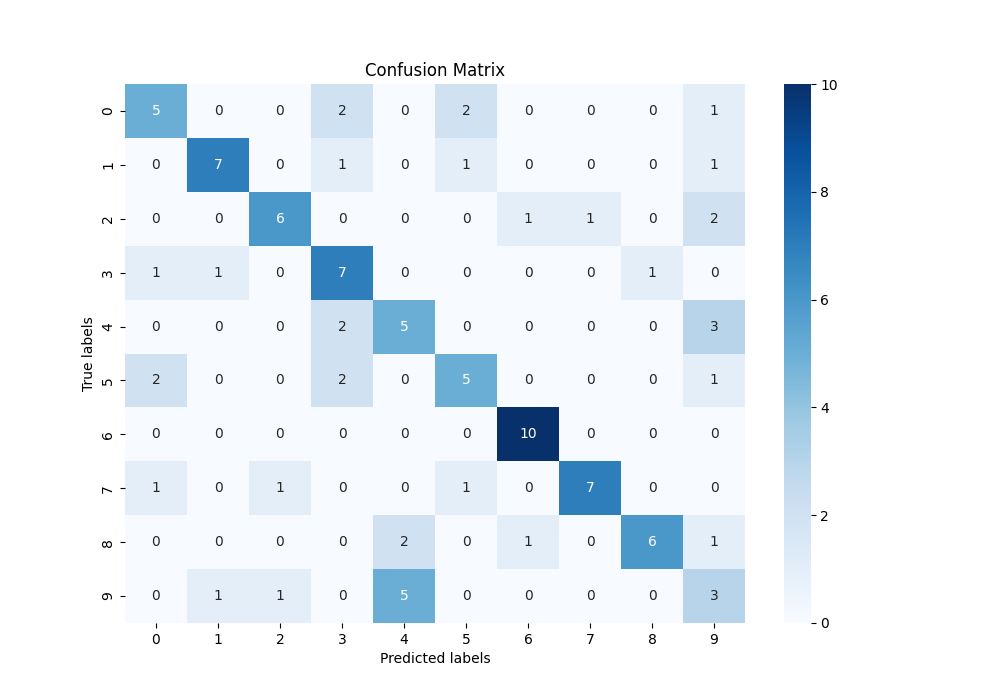 Confusion Matrix
True labels
0 5 0 0 2 0 2 0 0 0 1
1 0 7 0 1 0 1 0 0 0 1
2 0 0 6 0 0 0 1 1 0 2
3 1 1 0 7 0 0 0 0 1 0
4 0 0 0 2 5 0 0 0 0 3
5 2 0 0 2 0 5 0 0 0 1
6 0 0 0 0 0 0 10 0 0 0
7 1 0 1 0 0 1 0 7 0 0
8 0 0 0 0 2 0 1 0 6 1
9 0 1 1 0 5 0 0 0 0 3
0 1 2 3 4 5 6 7 8 9
Predicted labels
10
8
6
4
2
0